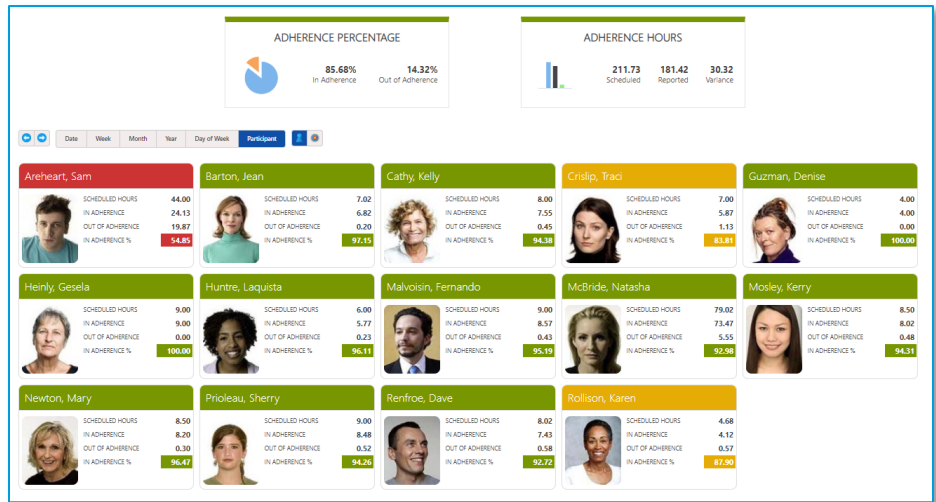 ADHERENCE PERCENTAGE
85.68% 14.32%
In Adherence Out of Adherence
ADHERENCE HOURS
211.73 181.42 30.32
Scheduled Reported Variance
Date Week Month Year Day of Week Participant
Areheart, Sam
SCHEDULED HOURS 44.00
IN ADHERENCE 24.13
OUT OF ADHERENCE 19.87
IN ADHERENCE % 54.85
Barton, Jean
SCHEDULED HOURS 7.02
IN ADHERENCE 6.82
OUT OF ADHERENCE 0.20
IN ADHERENCE % 97.15
Cathy, Kelly
SCHEDULED HOURS 8.00
IN ADHERENCE 7.55
OUT OF ADHERENCE 0.45
IN ADHERENCE % 94.38
Crislip, Traci
SCHEDULED HOURS 7.00
IN ADHERENCE 5.87
OUT OF ADHERENCE 1.13
IN ADHERENCE % 83.81
Guzman, Denise
SCHEDULED HOURS 4.00
IN ADHERENCE 4.00
OUT OF ADHERENCE 0.00
IN ADHERENCE % 100.00
Heinly, Gesela
SCHEDULED HOURS 9.00
IN ADHERENCE 9.00
OUT OF ADHERENCE 0.00
IN ADHERENCE % 100.00
Huntre, Laquista
SCHEDULED HOURS 6.00
IN ADHERENCE 5.77
OUT OF ADHERENCE 0.23
IN ADHERENCE % 96.11
Malvoisin, Fernando
SCHEDULED HOURS 9.00
IN ADHERENCE 8.57
OUT OF ADHERENCE 0.43
IN ADHERENCE % 95.19
McBride, Natasha
SCHEDULED HOURS 79.02
IN ADHERENCE 73.47
OUT OF ADHERENCE 5.55
IN ADHERENCE % 92.98
Mosley, Kerry
SCHEDULED HOURS 8.50
IN ADHERENCE 8.02
OUT OF ADHERENCE 0.48
IN ADHERENCE % 94.31
Newton, Mary
SCHEDULED HOURS 8.50
IN ADHERENCE 8.20
OUT OF ADHERENCE 0.30
IN ADHERENCE % 96.47
Prioleau, Sherry
SCHEDULED HOURS 9.00
IN ADHERENCE 8.48
OUT OF ADHERENCE 0.52
IN ADHERENCE % 94.26
Renfroe, Dave
SCHEDULED HOURS 8.02
IN ADHERENCE 7.43
OUT OF ADHERENCE 0.58
IN ADHERENCE % 92.72
Rollison, Karen
SCHEDULED HOURS 4.68
IN ADHERENCE 4.12
OUT OF ADHERENCE 0.57
IN ADHERENCE % 87.90